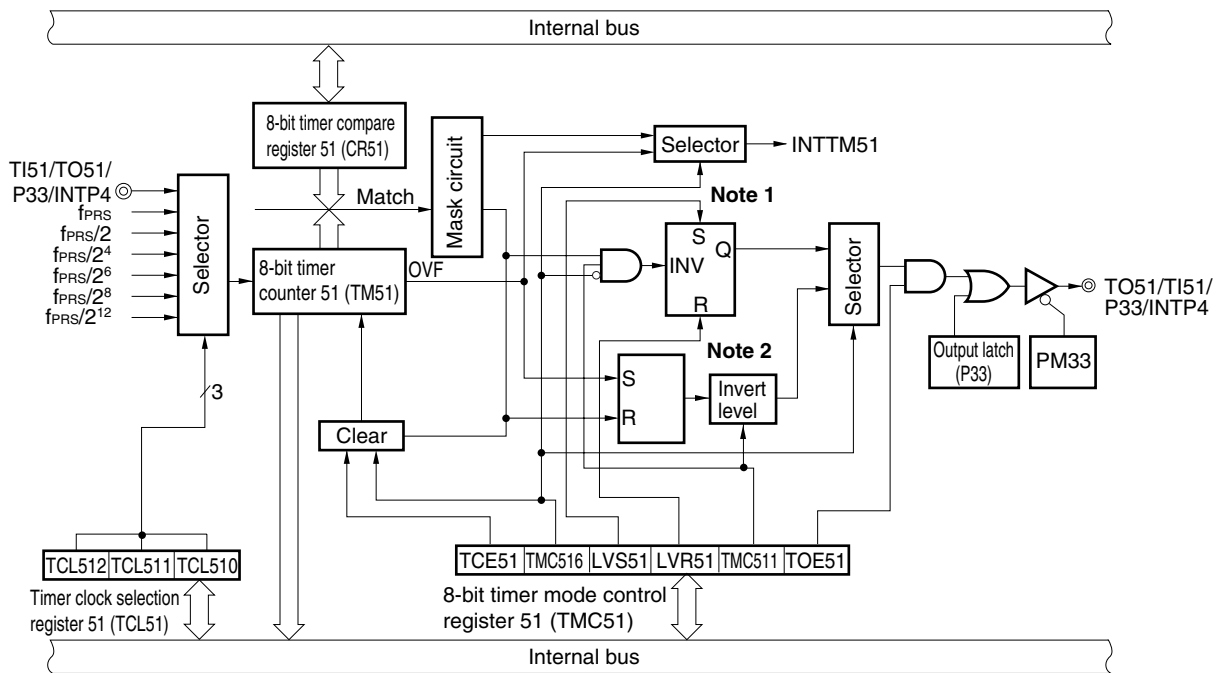 Internal bus
8-bit timer compare
register 51 (CR51)
TI51/TO51/
P33/INTP4
fPRS
fPRS/2
fPRS/2⁴
fPRS/2⁶
fPRS/2⁸
fPRS/2¹²
Selector
Match
Mask circuit
Selector
INTTM51
Note 1
8-bit timer
counter 51 (TM51)
OVF
S
INV
Q
R
Selector
TO51/TI51/
P33/INTP4
Output latch
(P33)
PM33
Note 2
S
R
Invert
level
3
Clear
TCL512 TCL511 TCL510
Timer clock selection
register 51 (TCL51)
TCE51 TMC516 LVS51 LVR51 TMC511 TOE51
8-bit timer mode control
register 51 (TMC51)
Internal bus